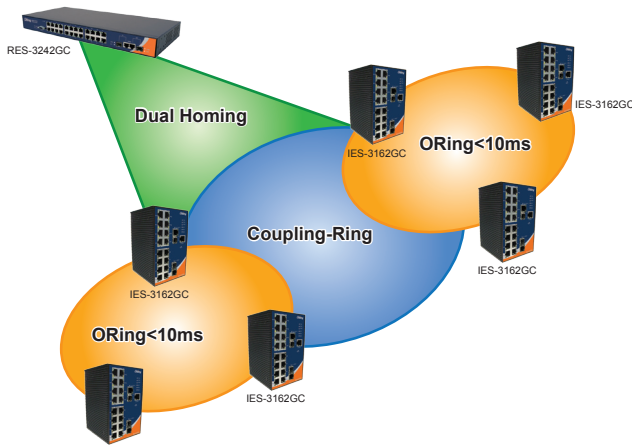 RES-3242GC
Dual Homing
IES-3162GC
IES-3162GC
ORing<10ms
IES-3162GC
Coupling-Ring
IES-3162GC
ORing<10ms
IES-3162GC